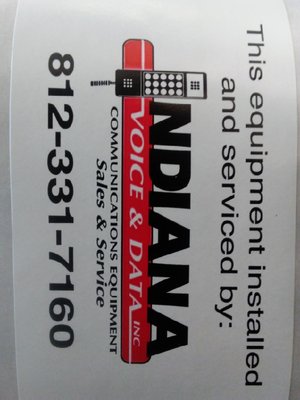 This equipment installed
and serviced by:
INDIANA
VOICE & DATA INC
COMMUNICATIONS EQUIPMENT
Sales & Service
812-331-7160